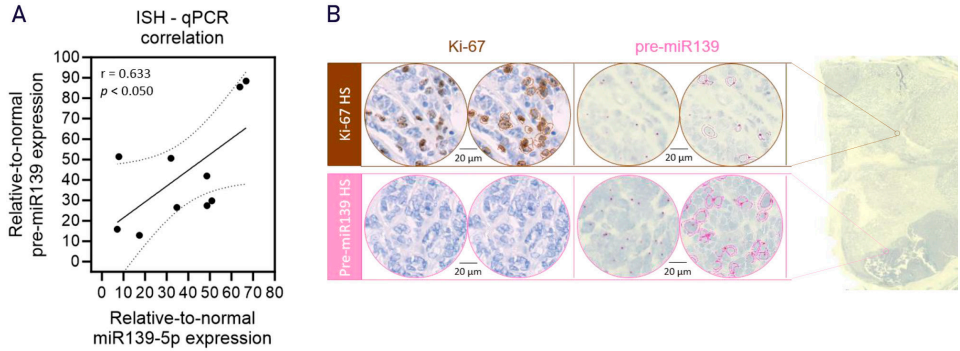 A
ISH - qPCR
correlation
r = 0.633
p < 0.050
Relative-to-normal
pre-miR139 expression
100
90
80
70
60
50
40
30
20
10
0
0 10 20 30 40 50 60 70 80
Relative-to-normal
miR139-5p expression
B
Ki-67 pre-miR139
Ki-67 HS
20 µm 20 µm
Pre-miR139 HS
20 µm 20 µm